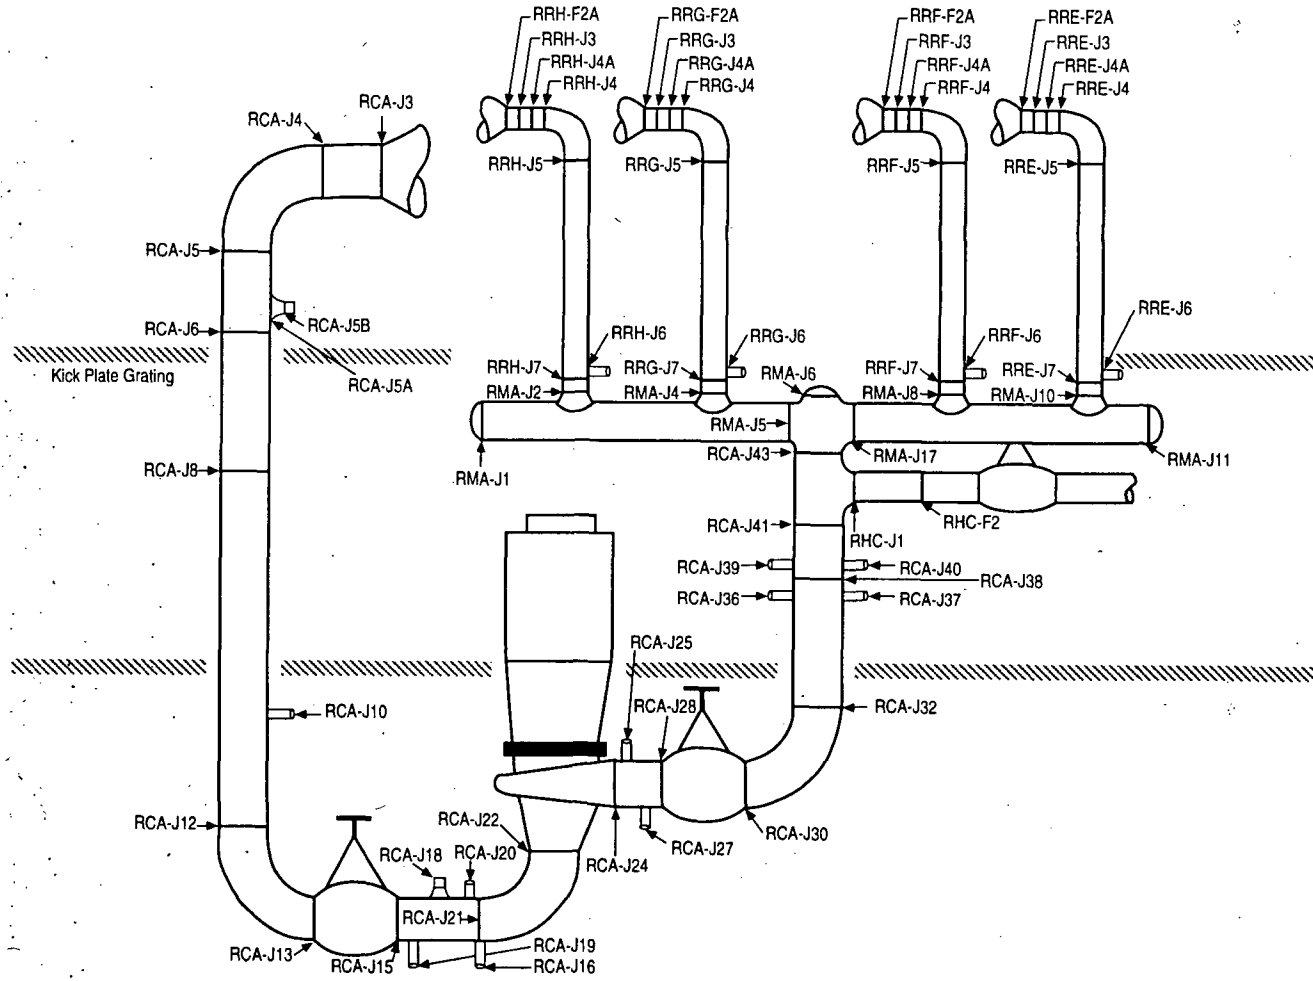 RRH-F2A
RRH-J3
RRH-J4A
RRH-J4
RRG-F2A
RRG-J3
RRG-J4A
RRG-J4
RRF-F2A
RRF-J3
RRF-J4A
RRF-J4
RRE-F2A
RRE-J3
RRE-J4A
RRE-J4
RCA-J3
RCA-J4
RRH-J5
RRG-J5
RRF-J5
RRE-J5
RCA-J5
RCA-J5B
RCA-J6
RCA-J5A
Kick Plate Grating
RRH-J6
RRG-J6
RRF-J6
RRE-J6
RRH-J7
RRG-J7
RMA-J6
RRF-J7
RRE-J7
RMA-J2
RMA-J4
RMA-J8
RMA-J10
RMA-J5
RCA-J43
RMA-J17
RMA-J11
RCA-J8
RMA-J1
RCA-J41
RHC-J1
RHC-F2
RCA-J39
RCA-J40
RCA-J38
RCA-J36
RCA-J37
RCA-J25
RCA-J10
RCA-J28
RCA-J32
RCA-J12
RCA-J22
RCA-J30
RCA-J18
RCA-J20
RCA-J24
RCA-J27
RCA-J21
RCA-J13
RCA-J15
RCA-J19
RCA-J16